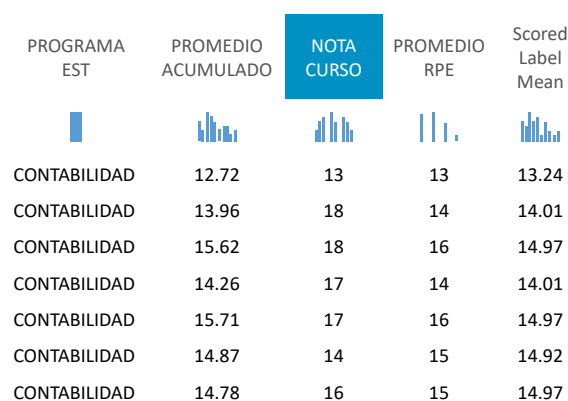 PROGRAMA EST PROMEDIO ACUMULADO NOTA CURSO PROMEDIO RPE Scored Label Mean
CONTABILIDAD 12.72 13 13 13.24
CONTABILIDAD 13.96 18 14 14.01
CONTABILIDAD 15.62 18 16 14.97
CONTABILIDAD 14.26 17 14 14.01
CONTABILIDAD 15.71 17 16 14.97
CONTABILIDAD 14.87 14 15 14.92
CONTABILIDAD 14.78 16 15 14.97